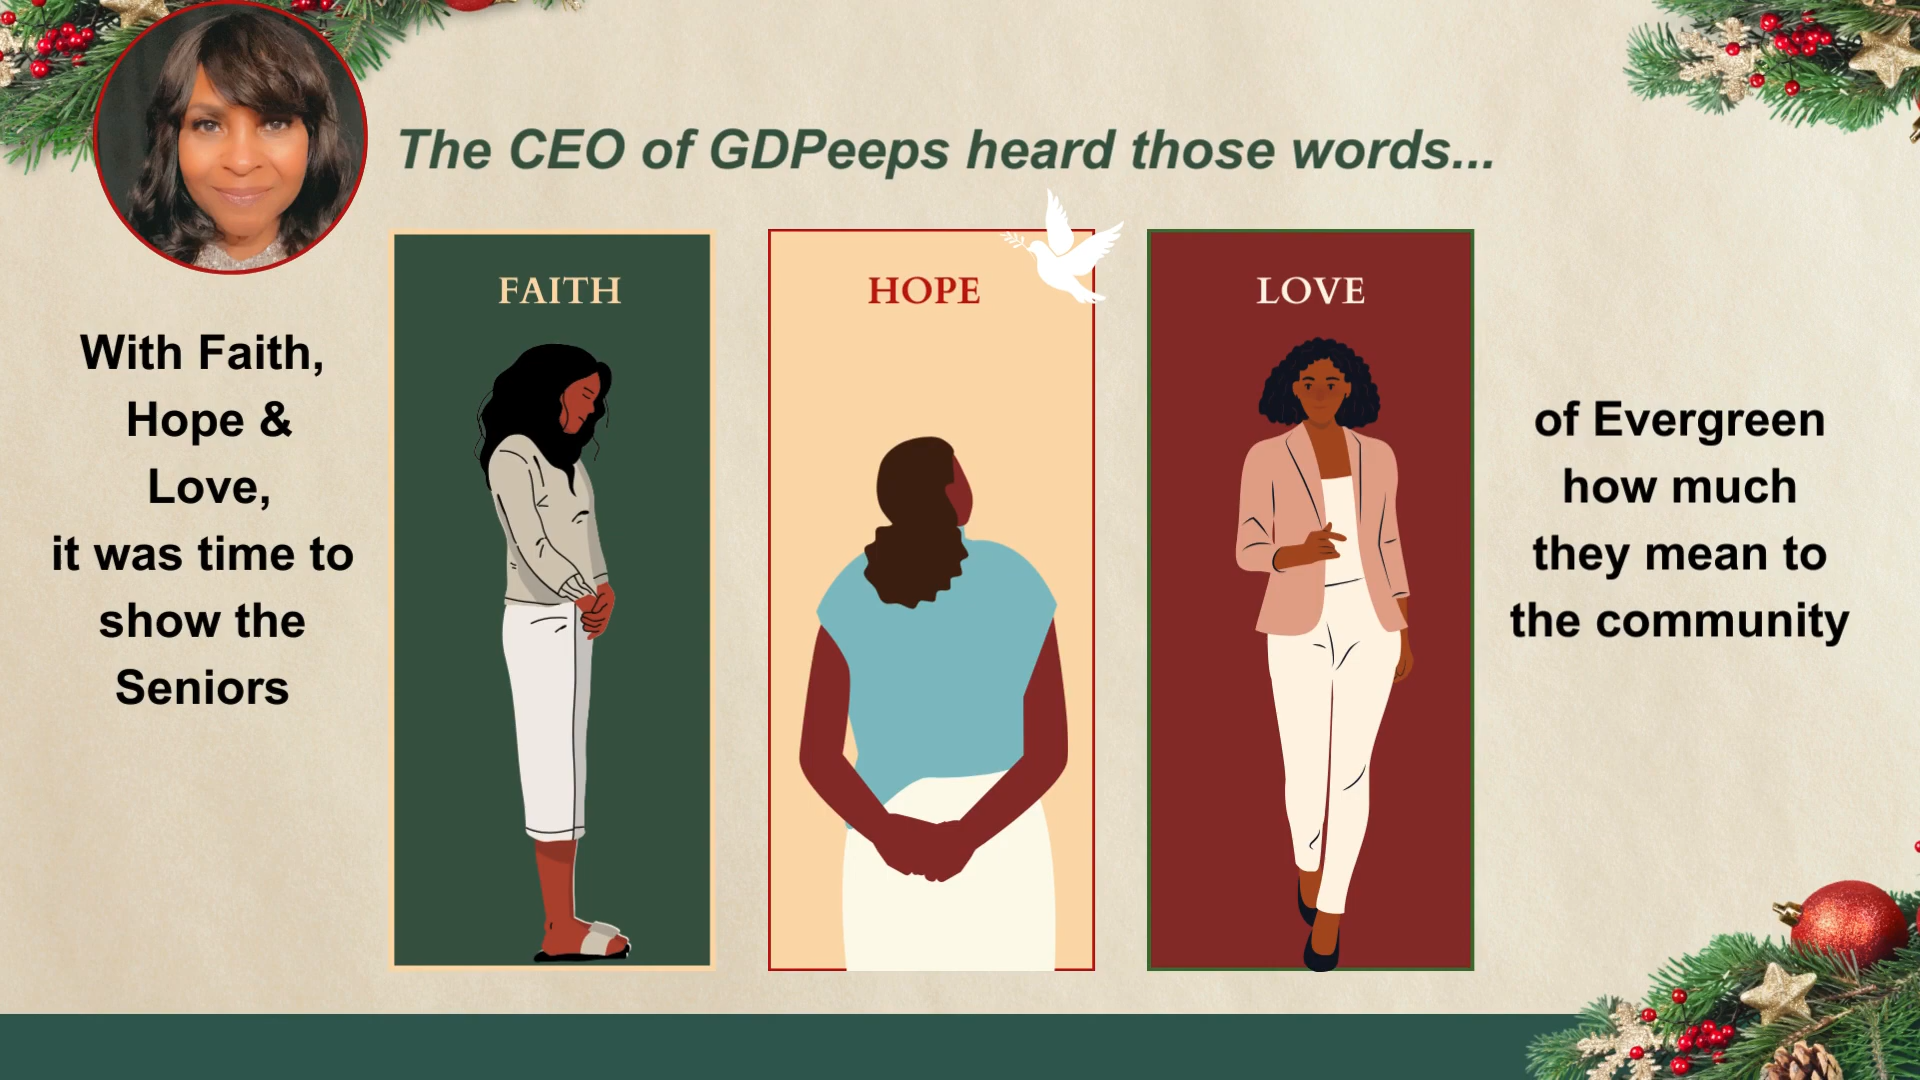 The CEO of GDPeeps heard those words...
With Faith,
Hope &
Love,
it was time to
show the
Seniors
FAITH
HOPE
LOVE
of Evergreen
how much
they mean to
the community